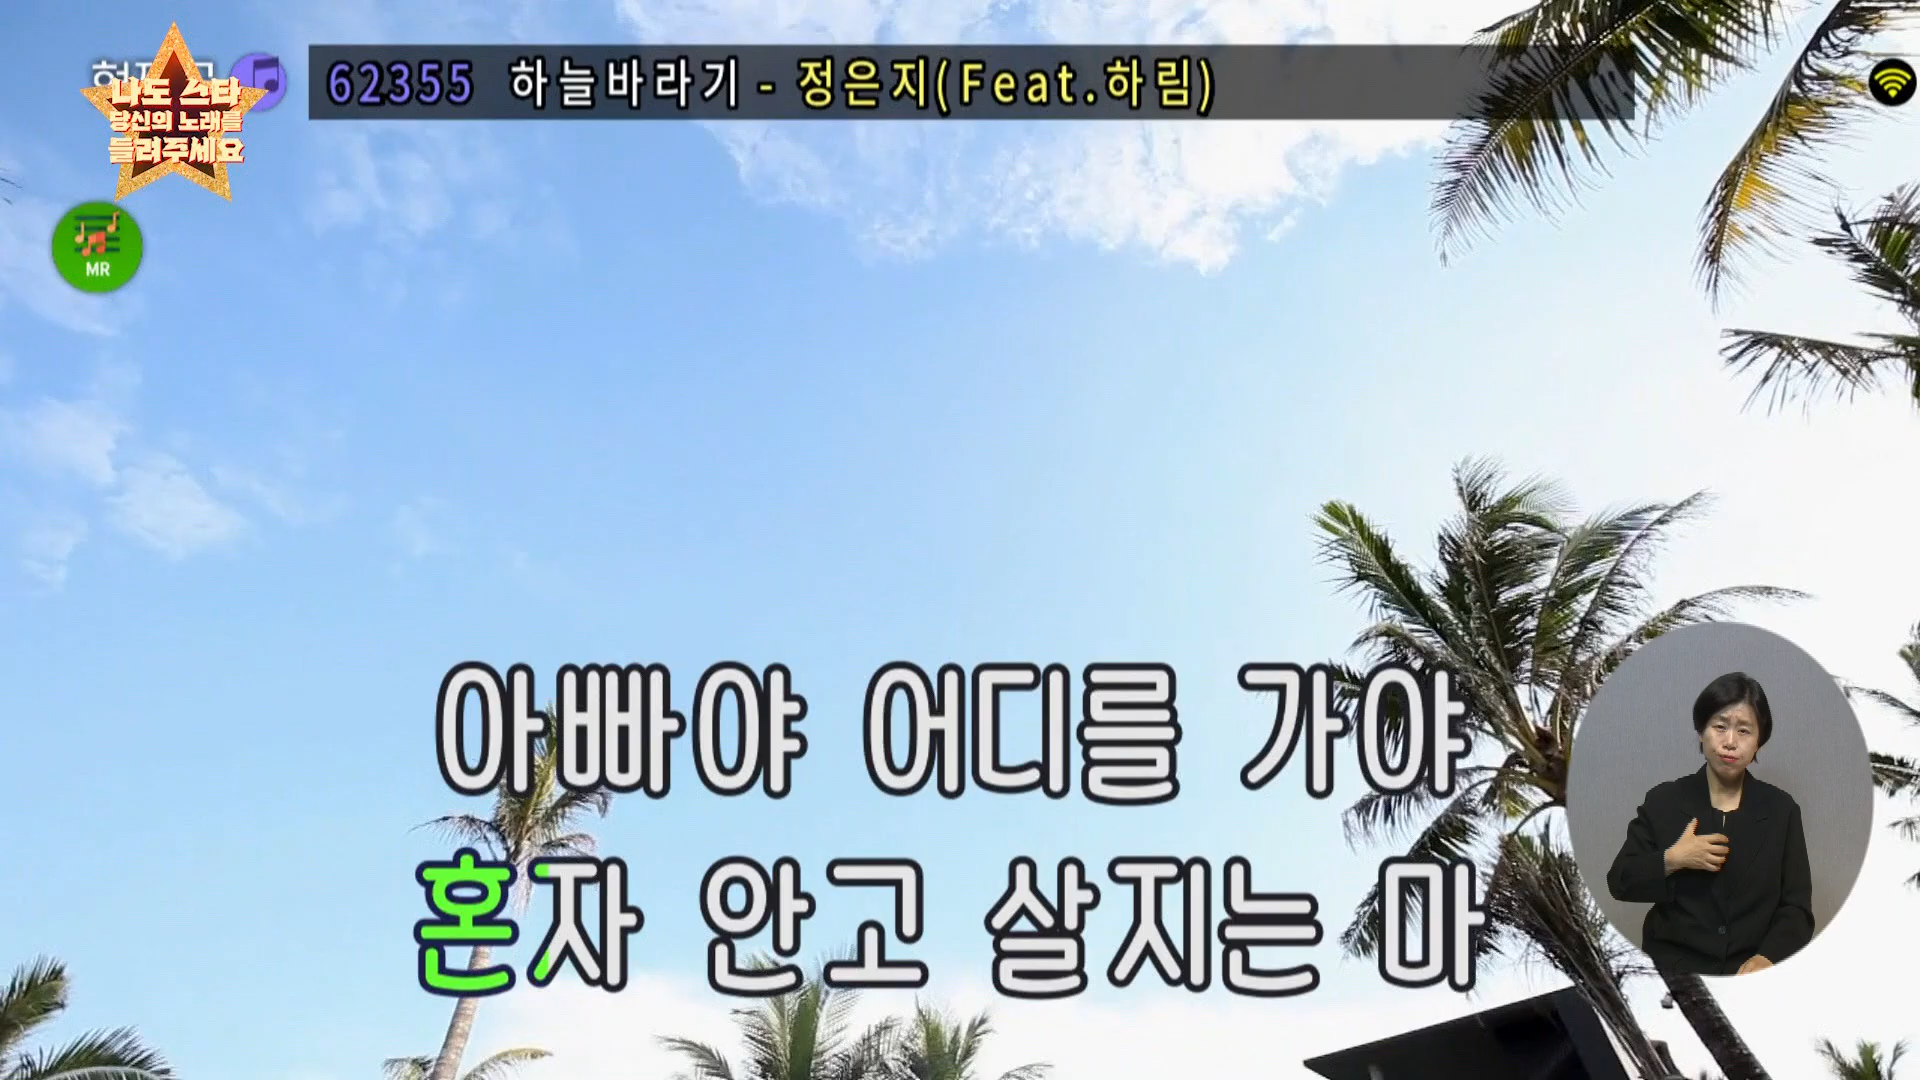 62355 하늘바라기 - 정은지(Feat.하림)
나도 스타
당신의 노래를
들려주세요
MR
아빠야 어디를 가야
혼자 안고 살지는 마